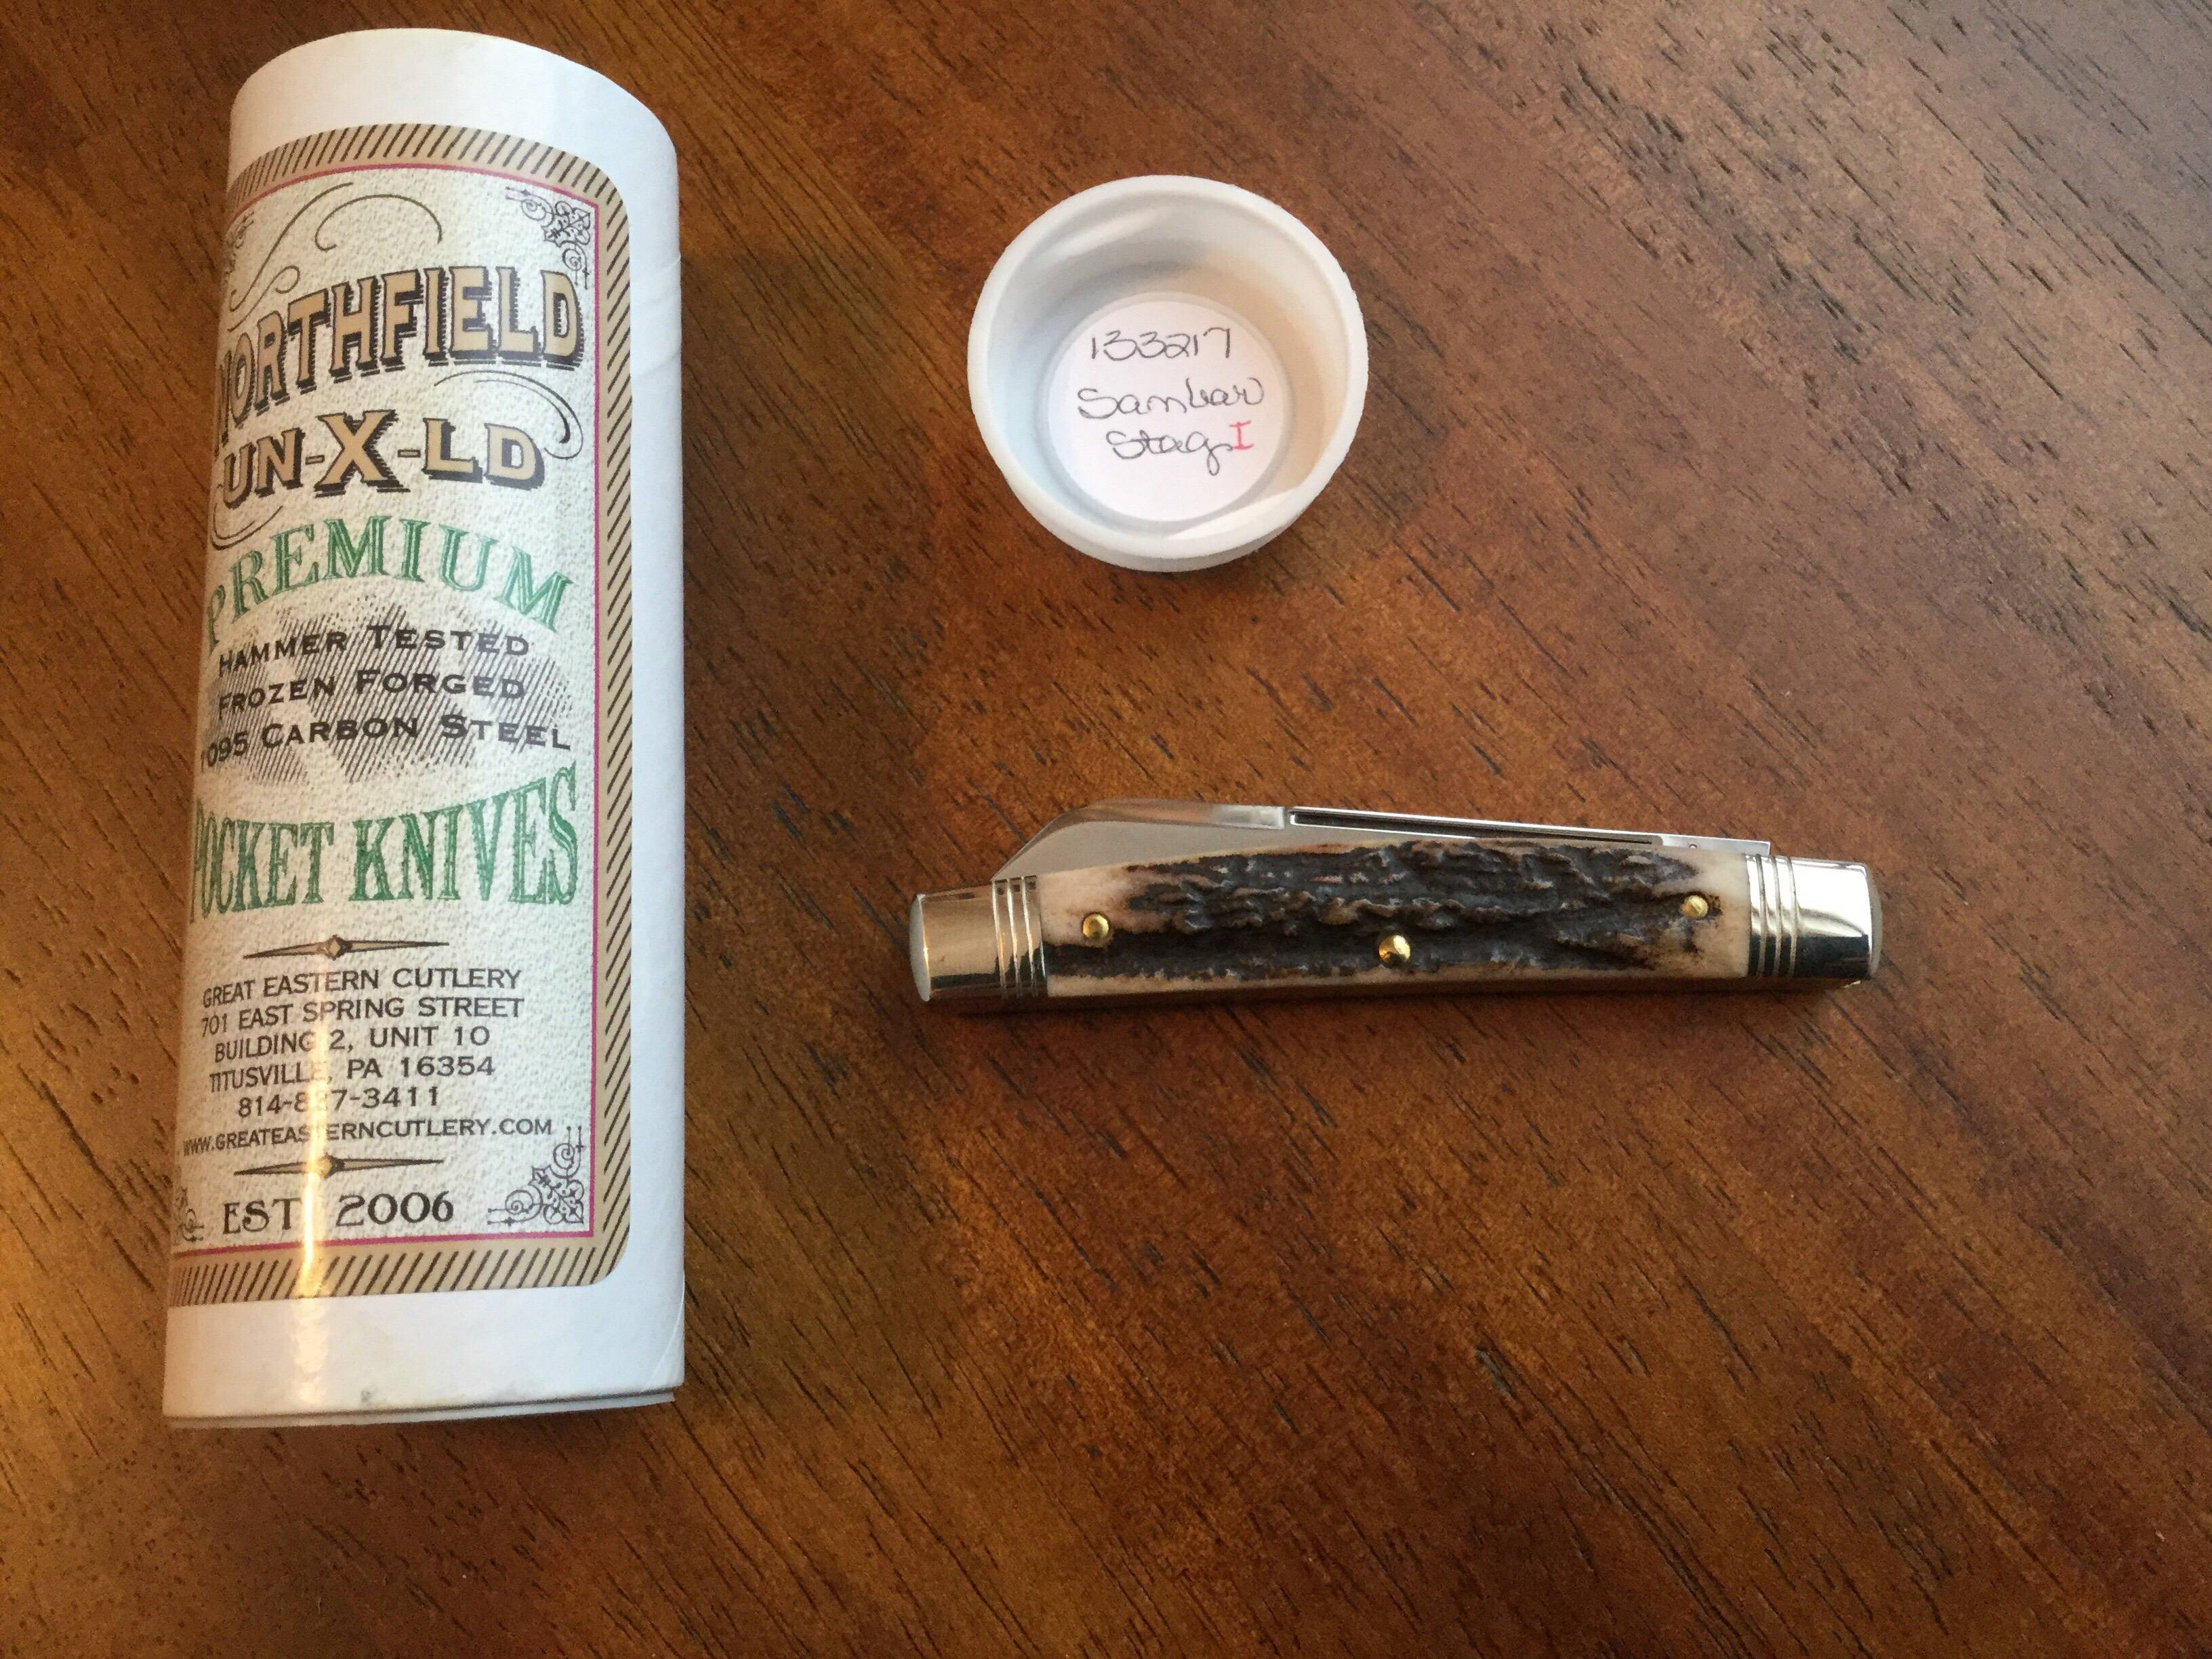 NORTHFIELD
UN-X-LD
PREMIUM
HAMMER TESTED
FROZEN FORGED
1095 CARBON STEEL
POCKET KNIVES
GREAT EASTERN CUTLERY
701 EAST SPRING STREET
BUILDING 2, UNIT 10
TITUSVILLE, PA 16354
814-827-3411
WWW.GREATEASTERNCUTLERY.COM
EST. 2006
133217
Sambar
Stag I